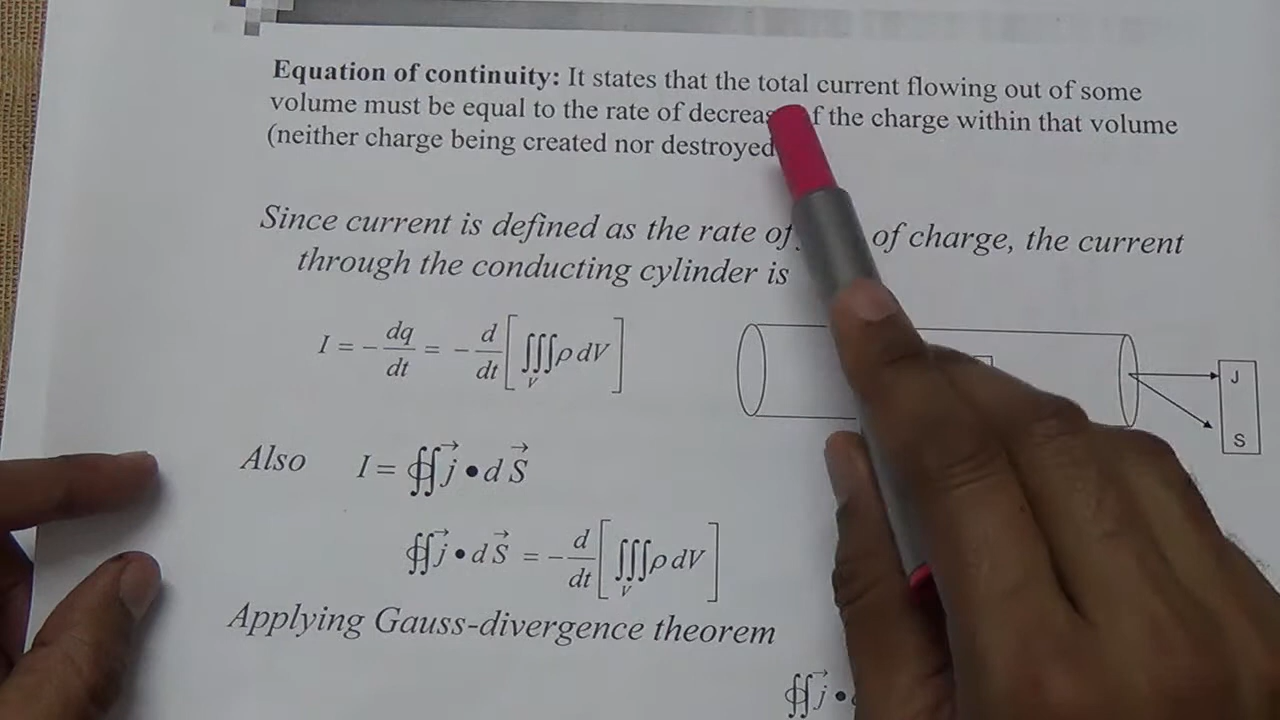 Equation of continuity: It states that the total current flowing out of some
volume must be equal to the rate of of the charge within that volume
(neither charge being created nor destroyed
Since current is defined as the rate of of charge, the current
through the conducting cylinder is
I = - dq/dt = - d/dt [∭_V ρ dV]
J
S
Also I = ∯ j⃗ • d S⃗
∯ j⃗ • d S⃗ = - d/dt [∭_V ρ dV]
Applying Gauss-divergence theorem
∯ j⃗ •